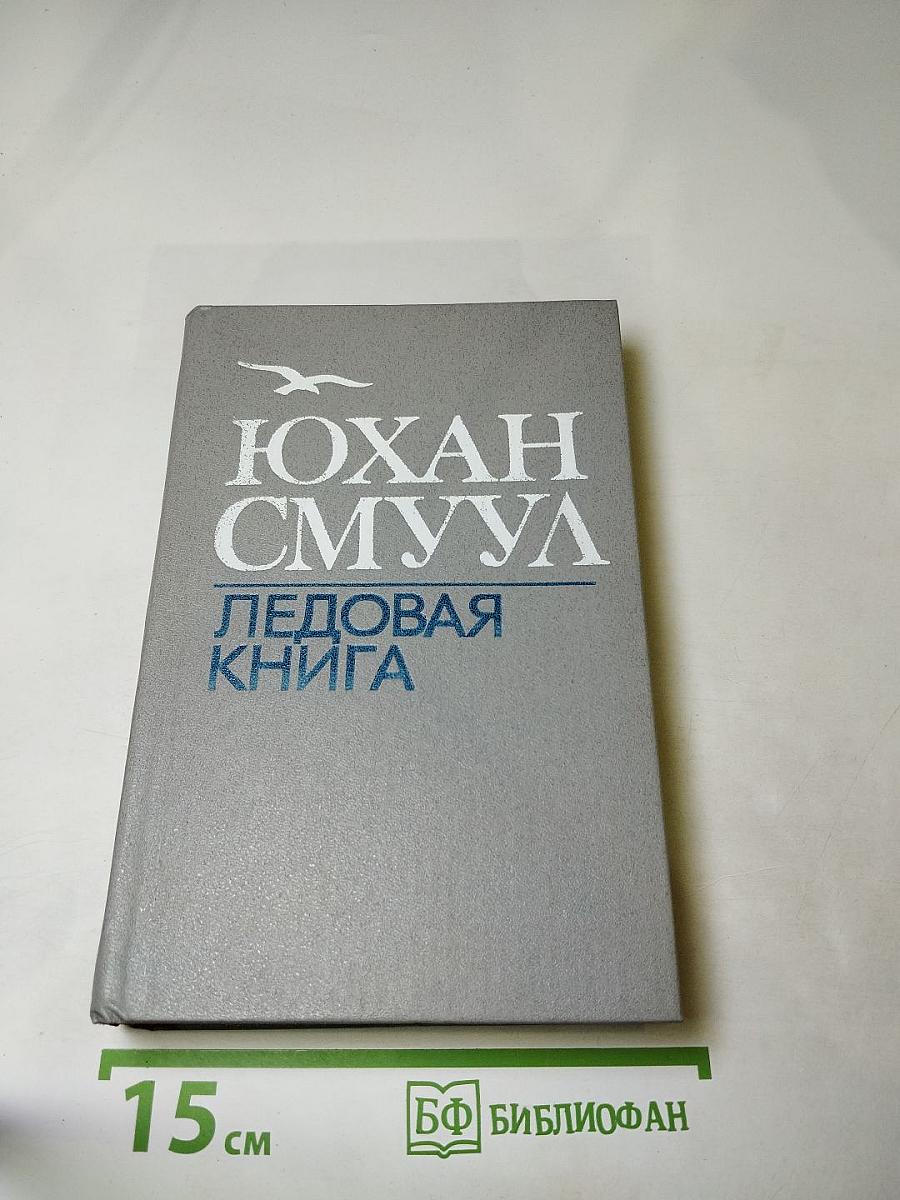 ЮХАН
СМУУЛ
ЛЕДОВАЯ
КНИГА
15 см
БФ БИБЛИОФАН